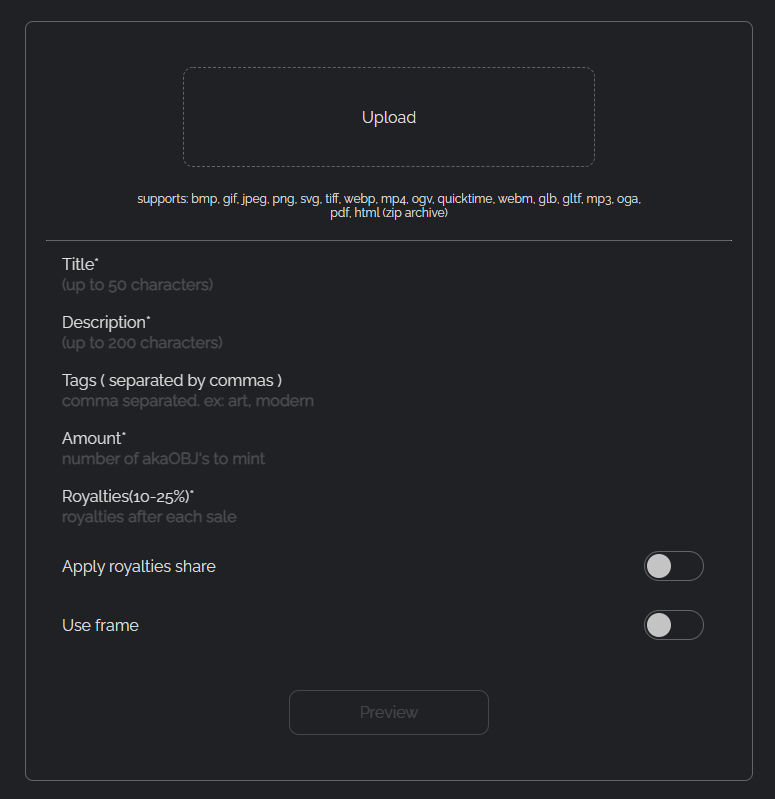 Upload
supports: bmp, gif, jpeg, png, svg, tiff, webp, mp4, ogv, quicktime, webm, glb, gltf, mp3, oga,
pdf, html (zip archive)
Title*
(up to 50 characters)
Description*
(up to 200 characters)
Tags ( separated by commas )
comma separated. ex: art, modern
Amount*
number of akaOBJ's to mint
Royalties(10-25%)*
royalties after each sale
Apply royalties share
Use frame
Preview